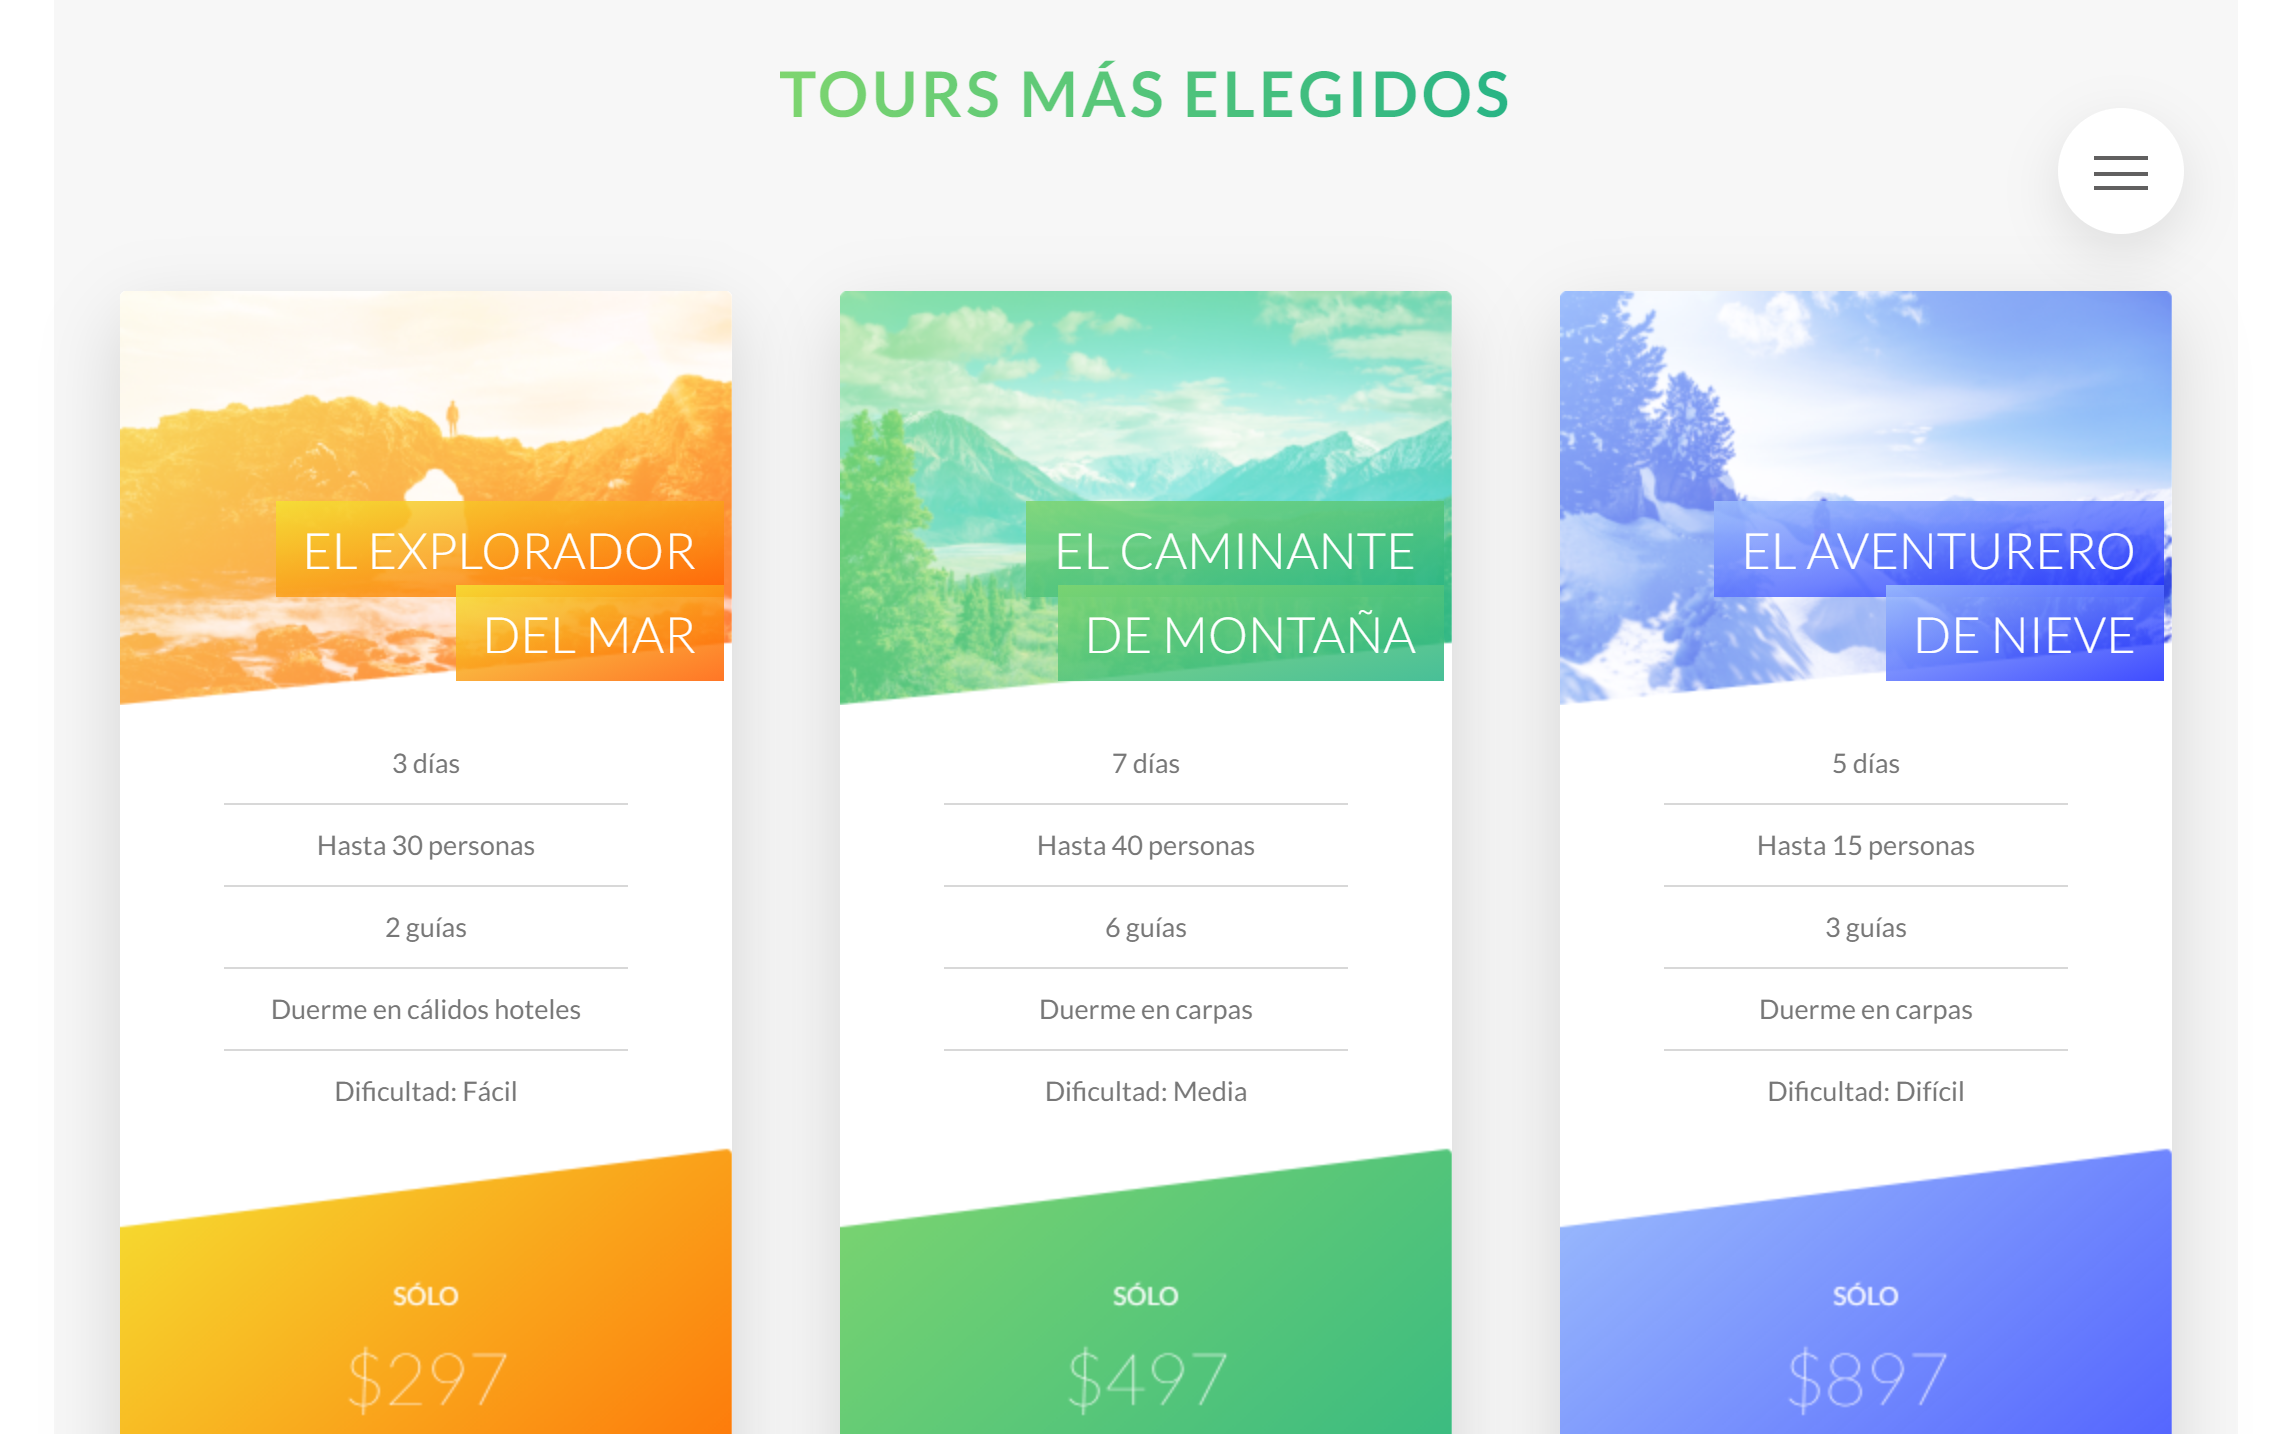 TOURS MÁS ELEGIDOS
EL EXPLORADOR
DEL MAR
3 días
Hasta 30 personas
2 guías
Duerme en cálidos hoteles
Dificultad: Fácil
SÓLO
$297
EL CAMINANTE
DE MONTAÑA
7 días
Hasta 40 personas
6 guías
Duerme en carpas
Dificultad: Media
SÓLO
$497
EL AVENTURERO
DE NIEVE
5 días
Hasta 15 personas
3 guías
Duerme en carpas
Dificultad: Difícil
SÓLO
$897